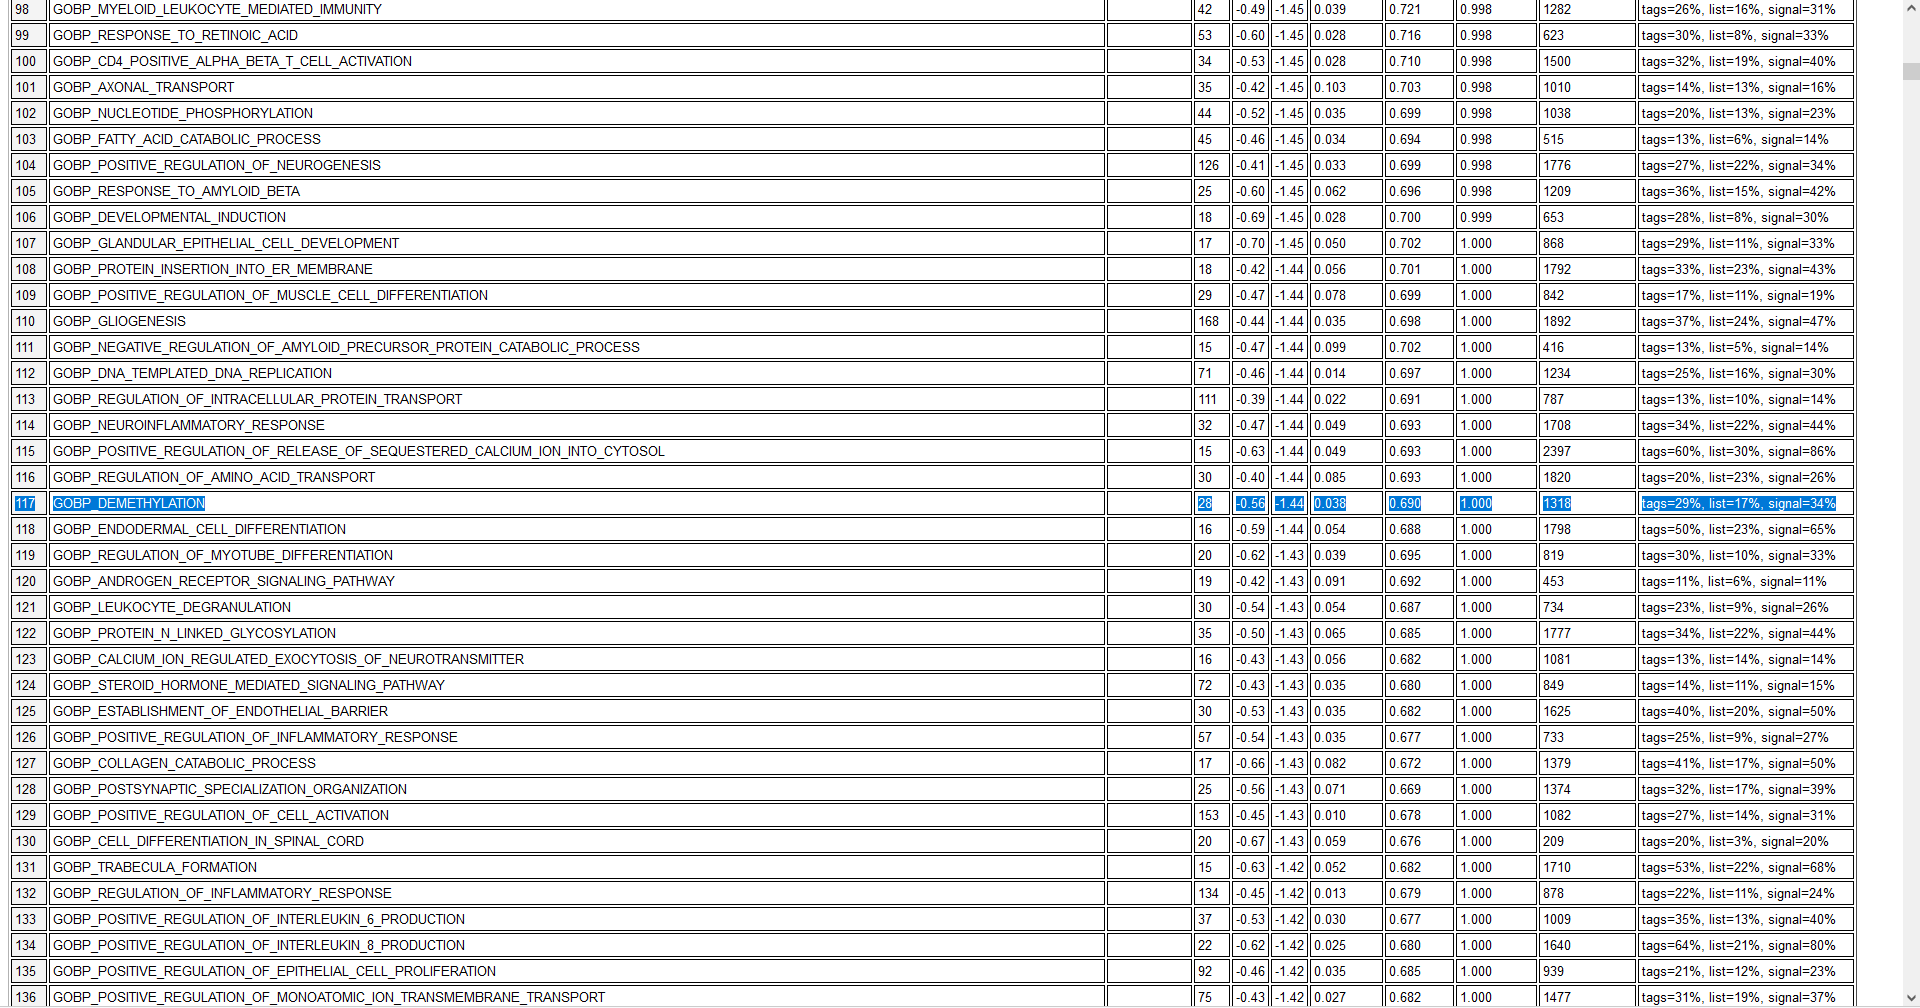 98 GOBP_MYELOID_LEUKOCYTE_MEDIATED_IMMUNITY 42 -0.49 -1.45 0.039 0.721 0.998 1282 tags=26%, list=16%, signal=31%
99 GOBP_RESPONSE_TO_RETINOIC_ACID 53 -0.60 -1.45 0.028 0.716 0.998 623 tags=30%, list=8%, signal=33%
100 GOBP_CD4_POSITIVE_ALPHA_BETA_T_CELL_ACTIVATION 34 -0.53 -1.45 0.028 0.710 0.998 1500 tags=32%, list=19%, signal=40%
101 GOBP_AXONAL_TRANSPORT 35 -0.42 -1.45 0.103 0.703 0.998 1010 tags=14%, list=13%, signal=16%
102 GOBP_NUCLEOTIDE_PHOSPHORYLATION 44 -0.52 -1.45 0.035 0.699 0.998 1038 tags=20%, list=13%, signal=23%
103 GOBP_FATTY_ACID_CATABOLIC_PROCESS 45 -0.46 -1.45 0.034 0.694 0.998 515 tags=13%, list=6%, signal=14%
104 GOBP_POSITIVE_REGULATION_OF_NEUROGENESIS 126 -0.41 -1.45 0.033 0.699 0.998 1776 tags=27%, list=22%, signal=34%
105 GOBP_RESPONSE_TO_AMYLOID_BETA 25 -0.60 -1.45 0.062 0.696 0.998 1209 tags=36%, list=15%, signal=42%
106 GOBP_DEVELOPMENTAL_INDUCTION 18 -0.69 -1.45 0.028 0.700 0.999 653 tags=28%, list=8%, signal=30%
107 GOBP_GLANDULAR_EPITHELIAL_CELL_DEVELOPMENT 17 -0.70 -1.45 0.050 0.702 1.000 868 tags=29%, list=11%, signal=33%
108 GOBP_PROTEIN_INSERTION_INTO_ER_MEMBRANE 18 -0.42 -1.44 0.056 0.701 1.000 1792 tags=33%, list=23%, signal=43%
109 GOBP_POSITIVE_REGULATION_OF_MUSCLE_CELL_DIFFERENTIATION 29 -0.47 -1.44 0.078 0.699 1.000 842 tags=17%, list=11%, signal=19%
110 GOBP_GLIOGENESIS 168 -0.44 -1.44 0.035 0.698 1.000 1892 tags=37%, list=24%, signal=47%
111 GOBP_NEGATIVE_REGULATION_OF_AMYLOID_PRECURSOR_PROTEIN_CATABOLIC_PROCESS 15 -0.47 -1.44 0.099 0.702 1.000 416 tags=13%, list=5%, signal=14%
112 GOBP_DNA_TEMPLATED_DNA_REPLICATION 71 -0.46 -1.44 0.014 0.697 1.000 1234 tags=25%, list=16%, signal=30%
113 GOBP_REGULATION_OF_INTRACELLULAR_PROTEIN_TRANSPORT 111 -0.39 -1.44 0.022 0.691 1.000 787 tags=13%, list=10%, signal=14%
114 GOBP_NEUROINFLAMMATORY_RESPONSE 32 -0.47 -1.44 0.049 0.693 1.000 1708 tags=34%, list=22%, signal=44%
115 GOBP_POSITIVE_REGULATION_OF_RELEASE_OF_SEQUESTERED_CALCIUM_ION_INTO_CYTOSOL 15 -0.63 -1.44 0.049 0.693 1.000 2397 tags=60%, list=30%, signal=86%
116 GOBP_REGULATION_OF_AMINO_ACID_TRANSPORT 30 -0.40 -1.44 0.085 0.693 1.000 1820 tags=20%, list=23%, signal=26%
117 GOBP_DEMETHYLATION 28 -0.56 -1.44 0.038 0.690 1.000 1318 tags=29%, list=17%, signal=34%
118 GOBP_ENDODERMAL_CELL_DIFFERENTIATION 16 -0.59 -1.44 0.054 0.688 1.000 1798 tags=50%, list=23%, signal=65%
119 GOBP_REGULATION_OF_MYOTUBE_DIFFERENTIATION 20 -0.62 -1.43 0.039 0.695 1.000 819 tags=30%, list=10%, signal=33%
120 GOBP_ANDROGEN_RECEPTOR_SIGNALING_PATHWAY 19 -0.42 -1.43 0.091 0.692 1.000 453 tags=11%, list=6%, signal=11%
121 GOBP_LEUKOCYTE_DEGRANULATION 30 -0.54 -1.43 0.054 0.687 1.000 734 tags=23%, list=9%, signal=26%
122 GOBP_PROTEIN_N_LINKED_GLYCOSYLATION 35 -0.50 -1.43 0.065 0.685 1.000 1777 tags=34%, list=22%, signal=44%
123 GOBP_CALCIUM_ION_REGULATED_EXOCYTOSIS_OF_NEUROTRANSMITTER 16 -0.43 -1.43 0.056 0.682 1.000 1081 tags=13%, list=14%, signal=14%
124 GOBP_STEROID_HORMONE_MEDIATED_SIGNALING_PATHWAY 72 -0.43 -1.43 0.035 0.680 1.000 849 tags=14%, list=11%, signal=15%
125 GOBP_ESTABLISHMENT_OF_ENDOTHELIAL_BARRIER 30 -0.53 -1.43 0.035 0.682 1.000 1625 tags=40%, list=20%, signal=50%
126 GOBP_POSITIVE_REGULATION_OF_INFLAMMATORY_RESPONSE 57 -0.54 -1.43 0.035 0.677 1.000 733 tags=25%, list=9%, signal=27%
127 GOBP_COLLAGEN_CATABOLIC_PROCESS 17 -0.66 -1.43 0.082 0.672 1.000 1379 tags=41%, list=17%, signal=50%
128 GOBP_POSTSYNAPTIC_SPECIALIZATION_ORGANIZATION 25 -0.56 -1.43 0.071 0.669 1.000 1374 tags=32%, list=17%, signal=39%
129 GOBP_POSITIVE_REGULATION_OF_CELL_ACTIVATION 153 -0.45 -1.43 0.010 0.678 1.000 1082 tags=27%, list=14%, signal=31%
130 GOBP_CELL_DIFFERENTIATION_IN_SPINAL_CORD 20 -0.67 -1.43 0.059 0.676 1.000 209 tags=20%, list=3%, signal=20%
131 GOBP_TRABECULA_FORMATION 15 -0.63 -1.42 0.052 0.682 1.000 1710 tags=53%, list=22%, signal=68%
132 GOBP_REGULATION_OF_INFLAMMATORY_RESPONSE 134 -0.45 -1.42 0.013 0.679 1.000 878 tags=22%, list=11%, signal=24%
133 GOBP_POSITIVE_REGULATION_OF_INTERLEUKIN_6_PRODUCTION 37 -0.53 -1.42 0.030 0.677 1.000 1009 tags=35%, list=13%, signal=40%
134 GOBP_POSITIVE_REGULATION_OF_INTERLEUKIN_8_PRODUCTION 22 -0.62 -1.42 0.025 0.680 1.000 1640 tags=64%, list=21%, signal=80%
135 GOBP_POSITIVE_REGULATION_OF_EPITHELIAL_CELL_PROLIFERATION 92 -0.46 -1.42 0.035 0.685 1.000 939 tags=21%, list=12%, signal=23%
136 GOBP_POSITIVE_REGULATION_OF_MONOATOMIC_ION_TRANSMEMBRANE_TRANSPORT 75 -0.43 -1.42 0.027 0.682 1.000 1477 tags=31%, list=19%, signal=37%